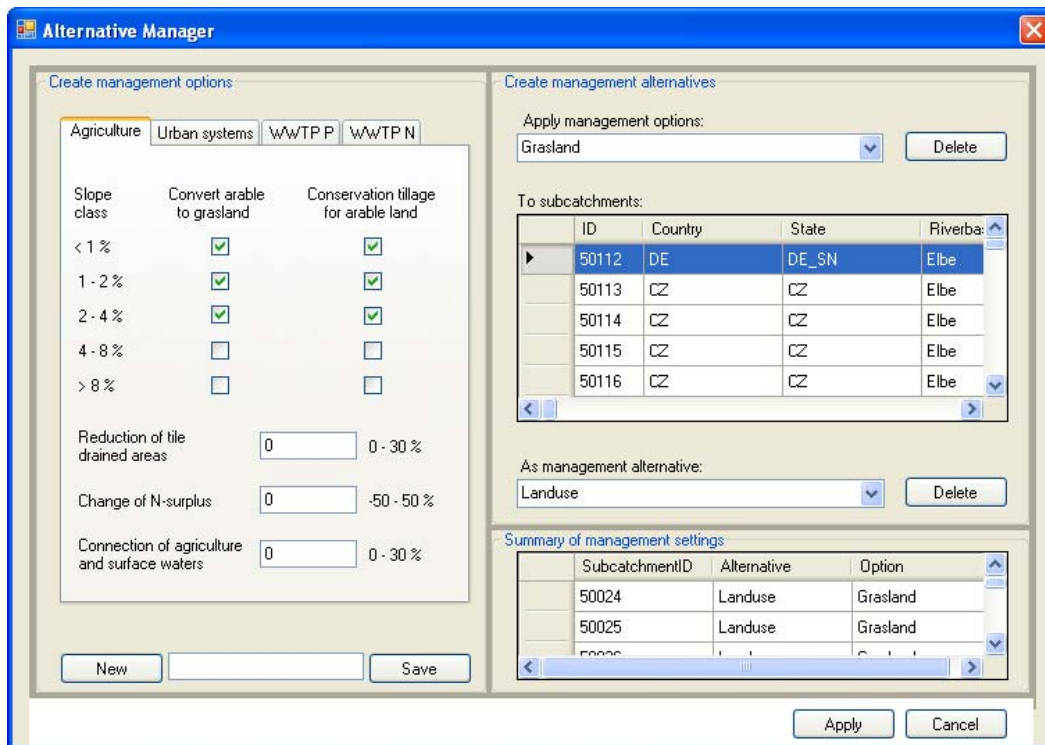 Alternative Manager
Create management options
Agriculture Urban systems WWTP P WWTP N
Slope class
Convert arable to grasland
Conservation tillage for arable land
< 1 %
1 - 2 %
2 - 4 %
4 - 8 %
> 8 %
Reduction of tile drained areas
0
0 - 30 %
Change of N-surplus
0
-50 - 50 %
Connection of agriculture and surface waters
0
0 - 30 %
New
Save
Create management alternatives
Apply management options:
Grasland
Delete
To subcatchments:
ID Country State Riverba
50112 DE DE_SN Elbe
50113 CZ CZ Elbe
50114 CZ CZ Elbe
50115 CZ CZ Elbe
50116 CZ CZ Elbe
As management alternative:
Landuse
Delete
Summary of management settings
SubcatchmentID Alternative Option
50024 Landuse Grasland
50025 Landuse Grasland
Apply
Cancel